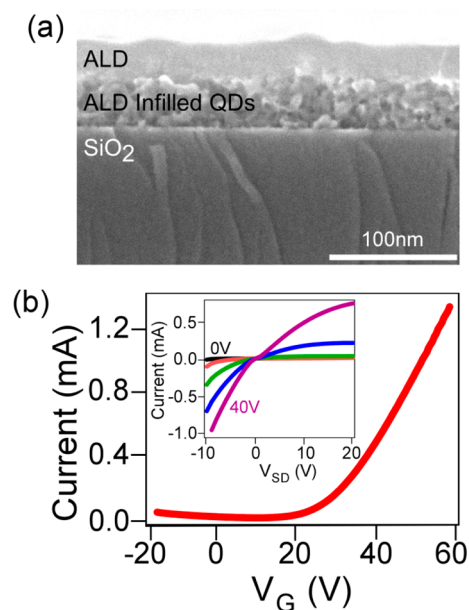 (a)
ALD
ALD Infilled QDs
SiO2
100nm
(b)
Current (mA)
1.2
0.8
0.4
0.0
-20
0
20
40
60
VG (V)
Current (mA)
0.5
0.0
-0.5
-1.0
0V
40V
-10
0
10
20
VSD (V)